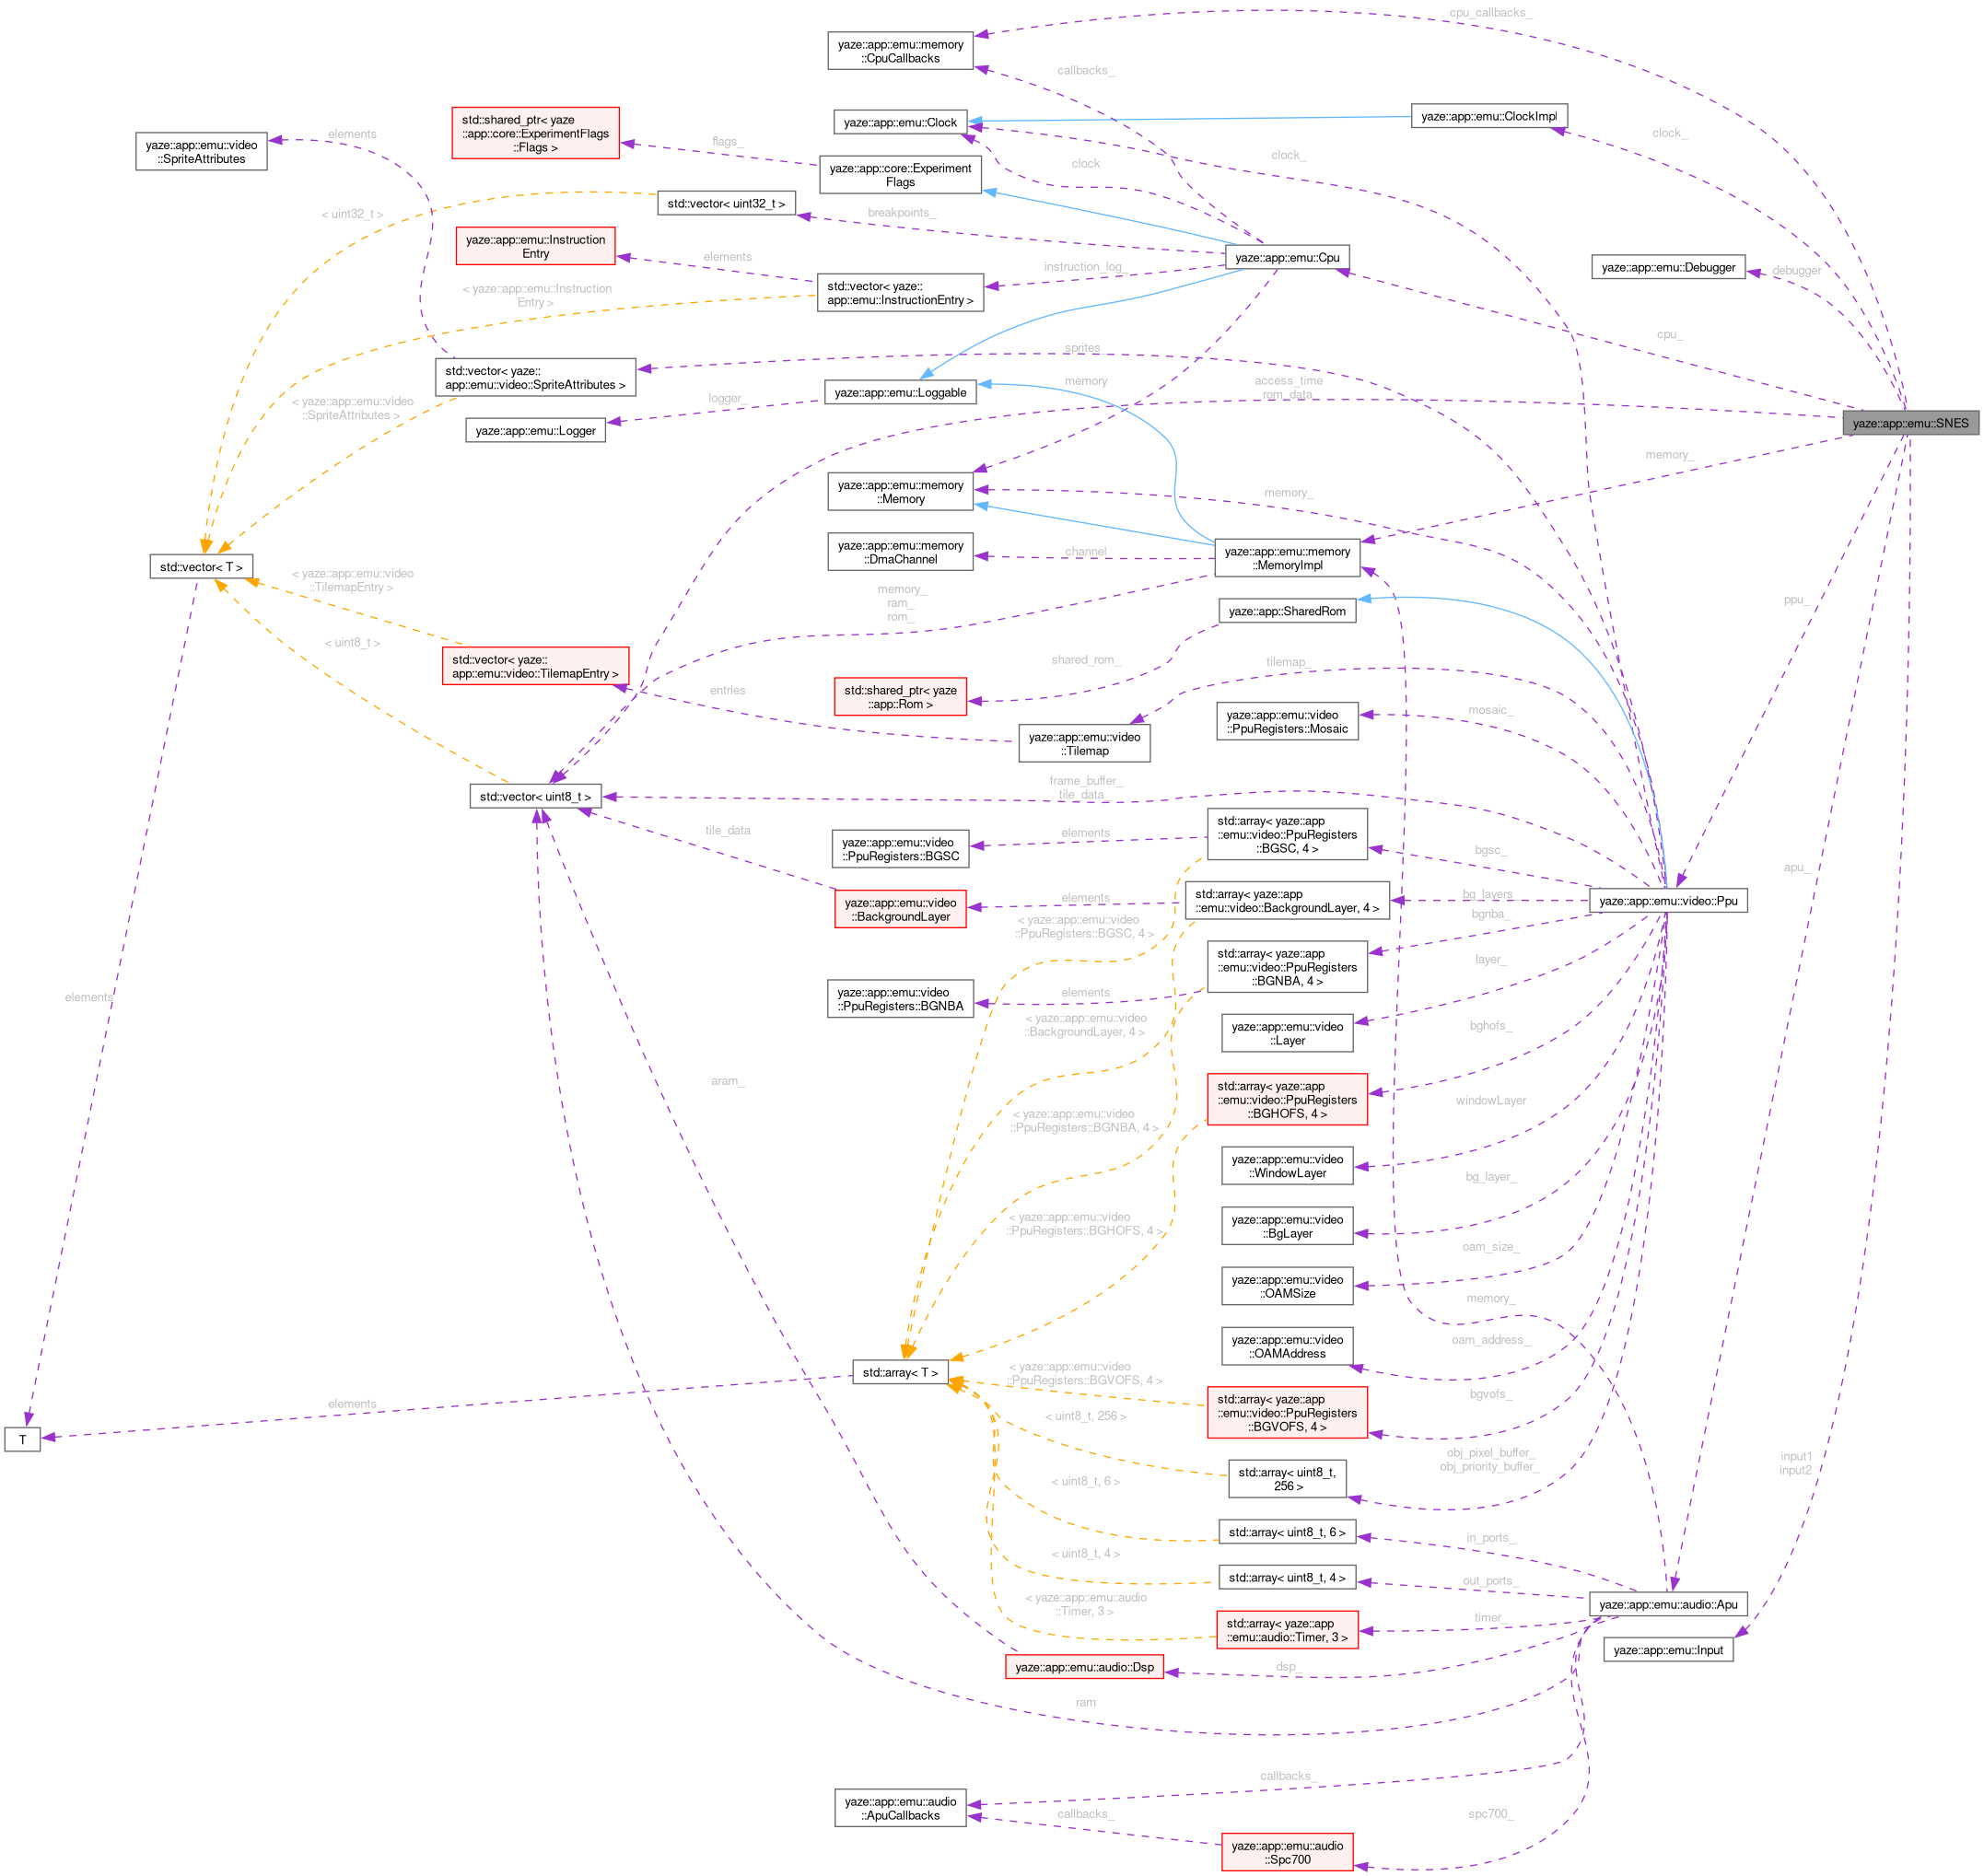 cpu_callbacks_
yaze::app::emu::memory
::CpuCallbacks
callbacks_
std::shared_ptr< yaze
::app::core::ExperimentFlags
::Flags >
yaze::app::emu::Clock
yaze::app::emu::ClockImpl
clock_
elements
flags_
yaze::app::emu::video
::SpriteAttributes
clock
clock_
yaze::app::core::Experiment
Flags
< uint32_t >
std::vector< uint32_t >
breakpoints_
yaze::app::emu::Instruction
Entry
elements
yaze::app::emu::Cpu
yaze::app::emu::Debugger
debugger
instruction_log_
< yaze::app::emu::Instruction
Entry >
std::vector< yaze::
app::emu::InstructionEntry >
cpu_
sprites_
std::vector< yaze::
app::emu::video::SpriteAttributes >
memory
access_time
rom_data
< yaze::app::emu::video
::SpriteAttributes >
logger_
yaze::app::emu::Loggable
yaze::app::emu::Logger
yaze::app::emu::SNES
memory_
yaze::app::emu::memory
::Memory
memory_
std::vector< T >
yaze::app::emu::memory
::DmaChannel
channel
yaze::app::emu::memory
::MemoryImpl
< yaze::app::emu::video
::TilemapEntry >
memory_
ram_
rom_
yaze::app::SharedRom
ppu_
< uint8_t >
std::vector< yaze::
app::emu::video::TilemapEntry >
shared_rom_
tilemap_
entries
std::shared_ptr< yaze
::app::Rom >
yaze::app::emu::video
::PpuRegisters::Mosaic
mosaic_
yaze::app::emu::video
::Tilemap
std::vector< uint8_t >
frame_buffer_
tile_data_
tile_data
yaze::app::emu::video
::PpuRegisters::BGSC
elements
std::array< yaze::app
::emu::video::PpuRegisters
::BGSC, 4 >
bgsc_
apu_
yaze::app::emu::video
::BackgroundLayer
elements
std::array< yaze::app
::emu::video::BackgroundLayer, 4 >
bg_layers_
yaze::app::emu::video::Ppu
< yaze::app::emu::video
::PpuRegisters::BGSC, 4 >
bgnba_
std::array< yaze::app
::emu::video::PpuRegisters
::BGNBA, 4 >
layer_
elements
yaze::app::emu::video
::PpuRegisters::BGNBA
elements
< yaze::app::emu::video
::BackgroundLayer, 4 >
yaze::app::emu::video
::Layer
bghofs_
aram_
std::array< yaze::app
::emu::video::PpuRegisters
::BGHOFS, 4 >
windowLayer
< yaze::app::emu::video
::PpuRegisters::BGNBA, 4 >
yaze::app::emu::video
::WindowLayer
bg_layer_
< yaze::app::emu::video
::PpuRegisters::BGHOFS, 4 >
yaze::app::emu::video
::BgLayer
oam_size_
yaze::app::emu::video
::OAMSize
memory_
yaze::app::emu::video
::OAMAddress
oam_address_
std::array< T >
< yaze::app::emu::video
::PpuRegisters::BGVOFS, 4 >
std::array< yaze::app
::emu::video::PpuRegisters
::BGVOFS, 4 >
bgvofs_
elements
T
< uint8_t, 256 >
std::array< uint8_t,
256 >
obj_pixel_buffer_
obj_priority_buffer_
input1
input2
< uint8_t, 6 >
std::array< uint8_t, 6 >
in_ports_
< uint8_t, 4 >
std::array< uint8_t, 4 >
out_ports_
< yaze::app::emu::audio
::Timer, 3 >
std::array< yaze::app
::emu::audio::Timer, 3 >
timer_
yaze::app::emu::audio::Apu
yaze::app::emu::Input
yaze::app::emu::audio::Dsp
dsp_
ram
callbacks_
yaze::app::emu::audio
::ApuCallbacks
callbacks_
spc700_
yaze::app::emu::audio
::Spc700